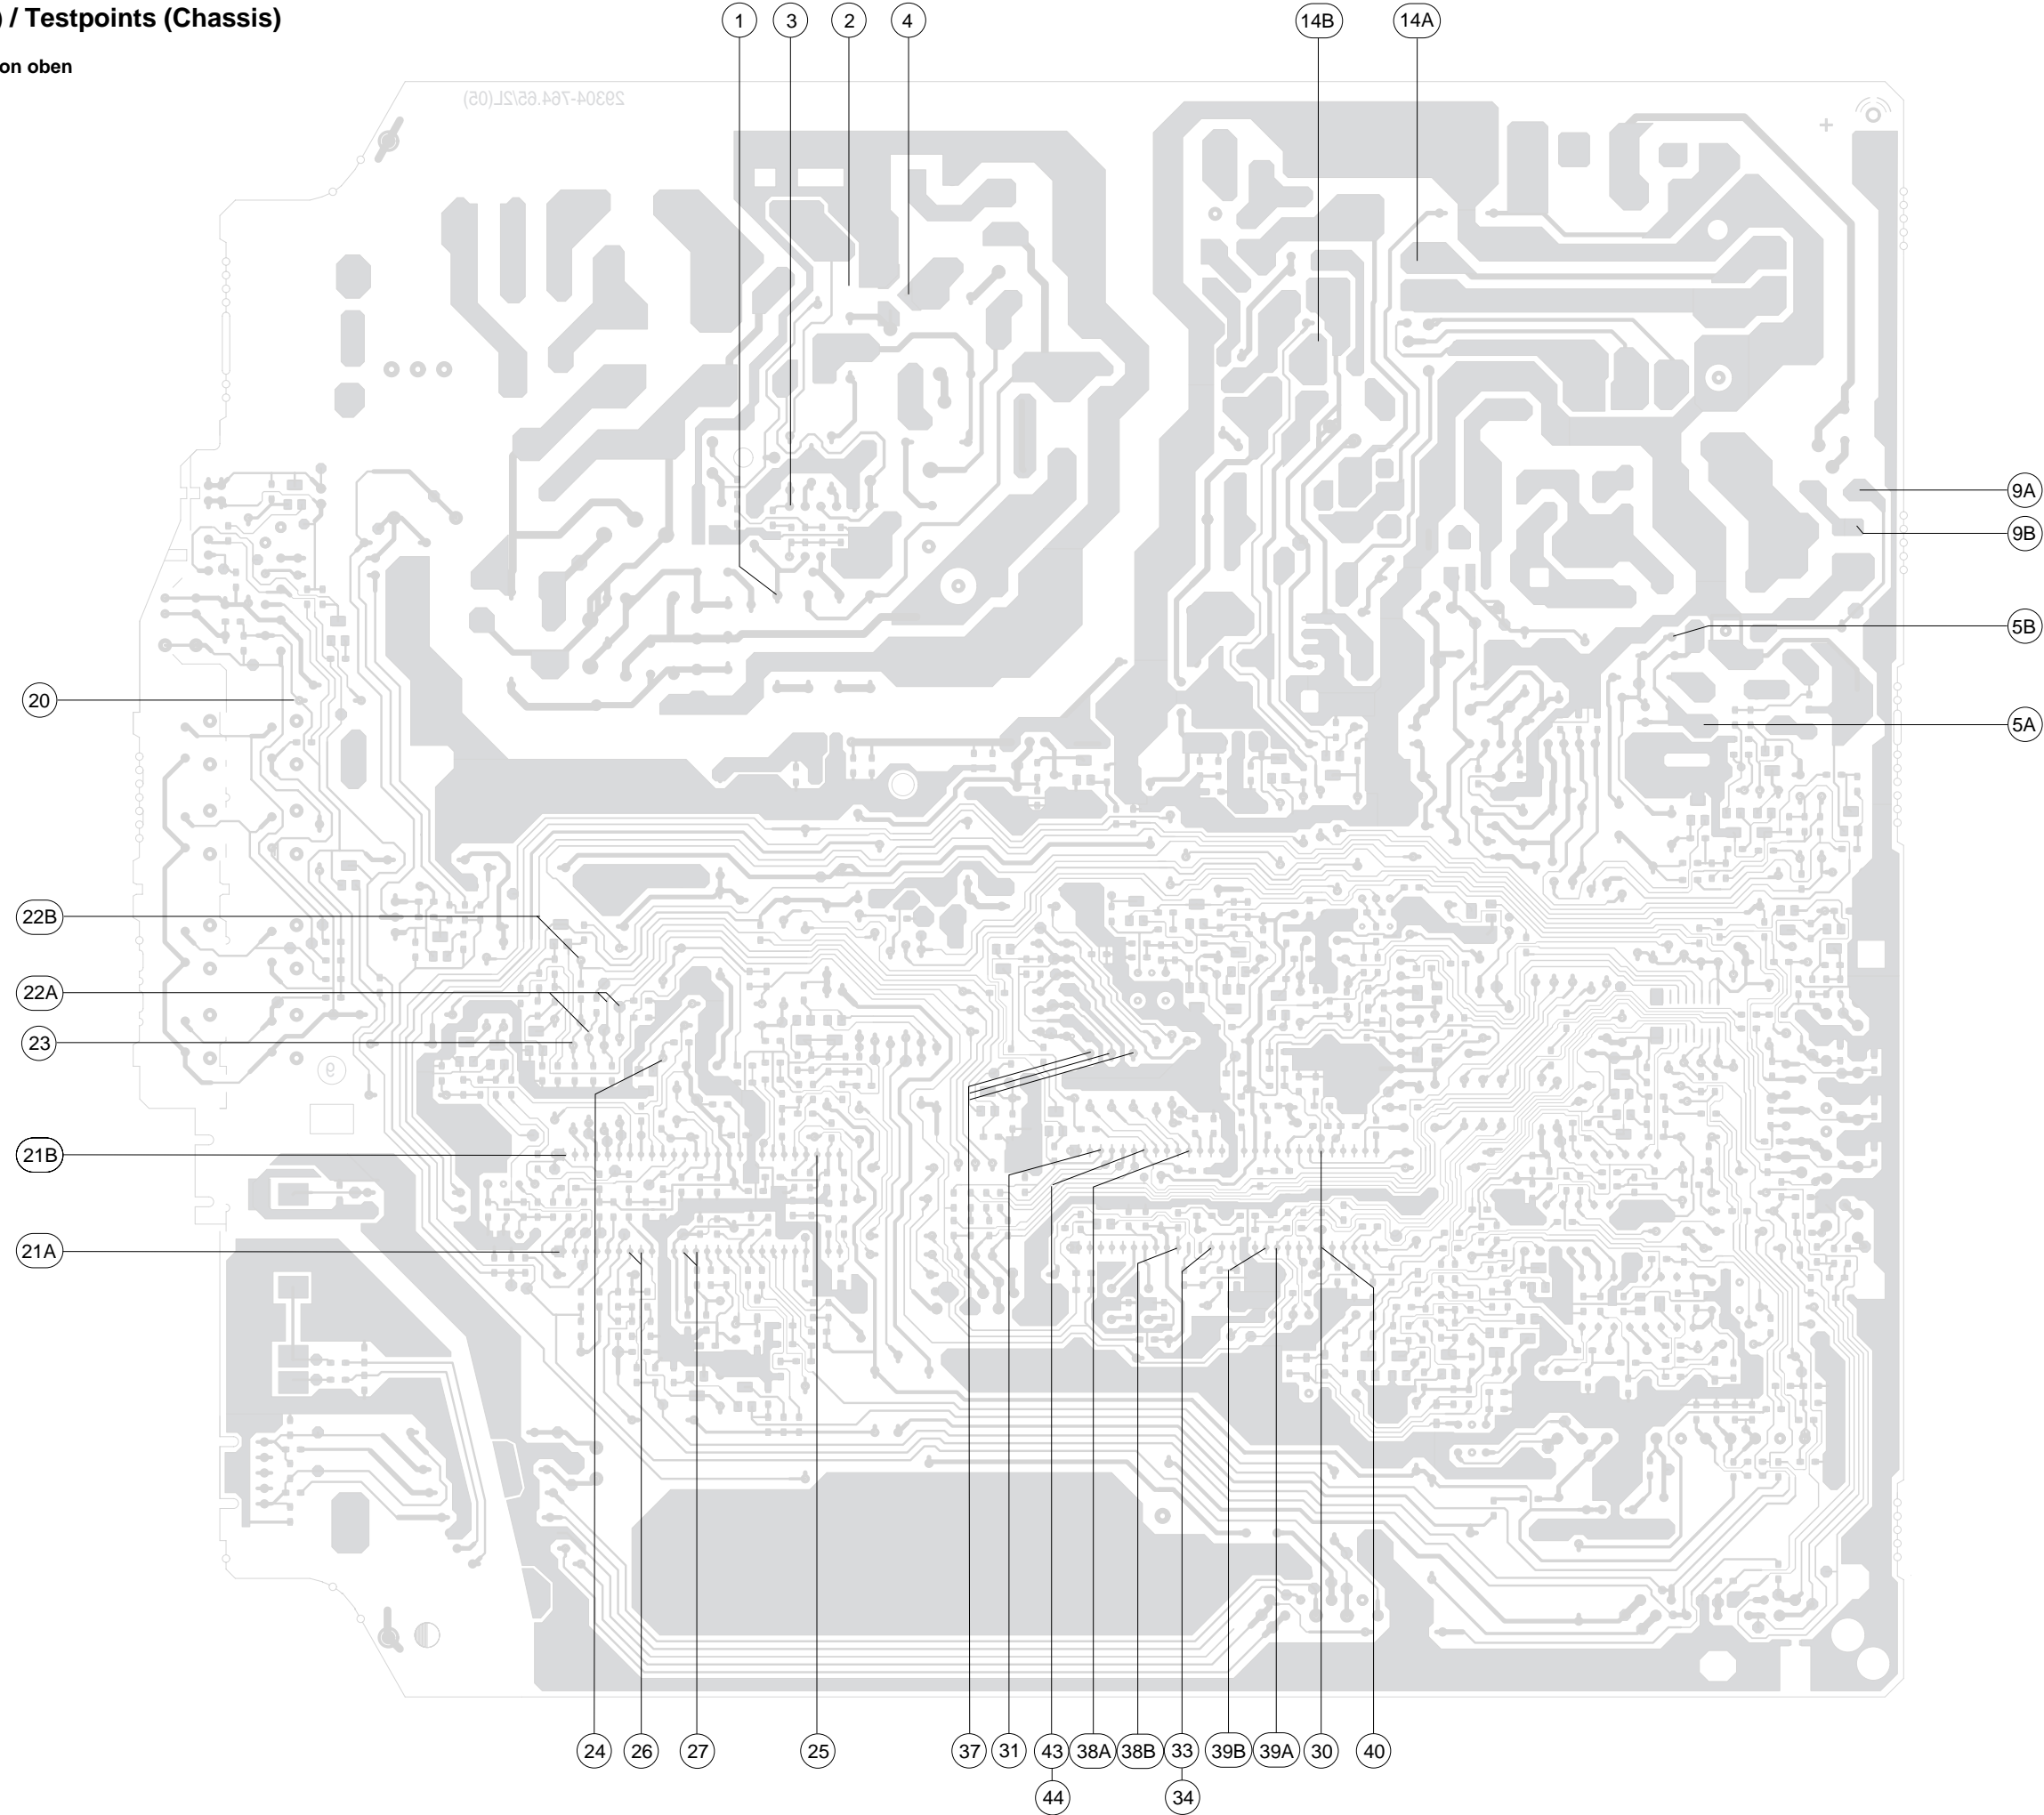 ) / Testpoints (Chassis)
on oben
1 3 2 4 14B 14A
29304-764.65/2L(05)
+
9A
9B
5B
20
5A
22B
22A
23
9
21B
21A
24 26 27 25 37 31 43 38A 38B 33 39B 39A 30 40
44 34